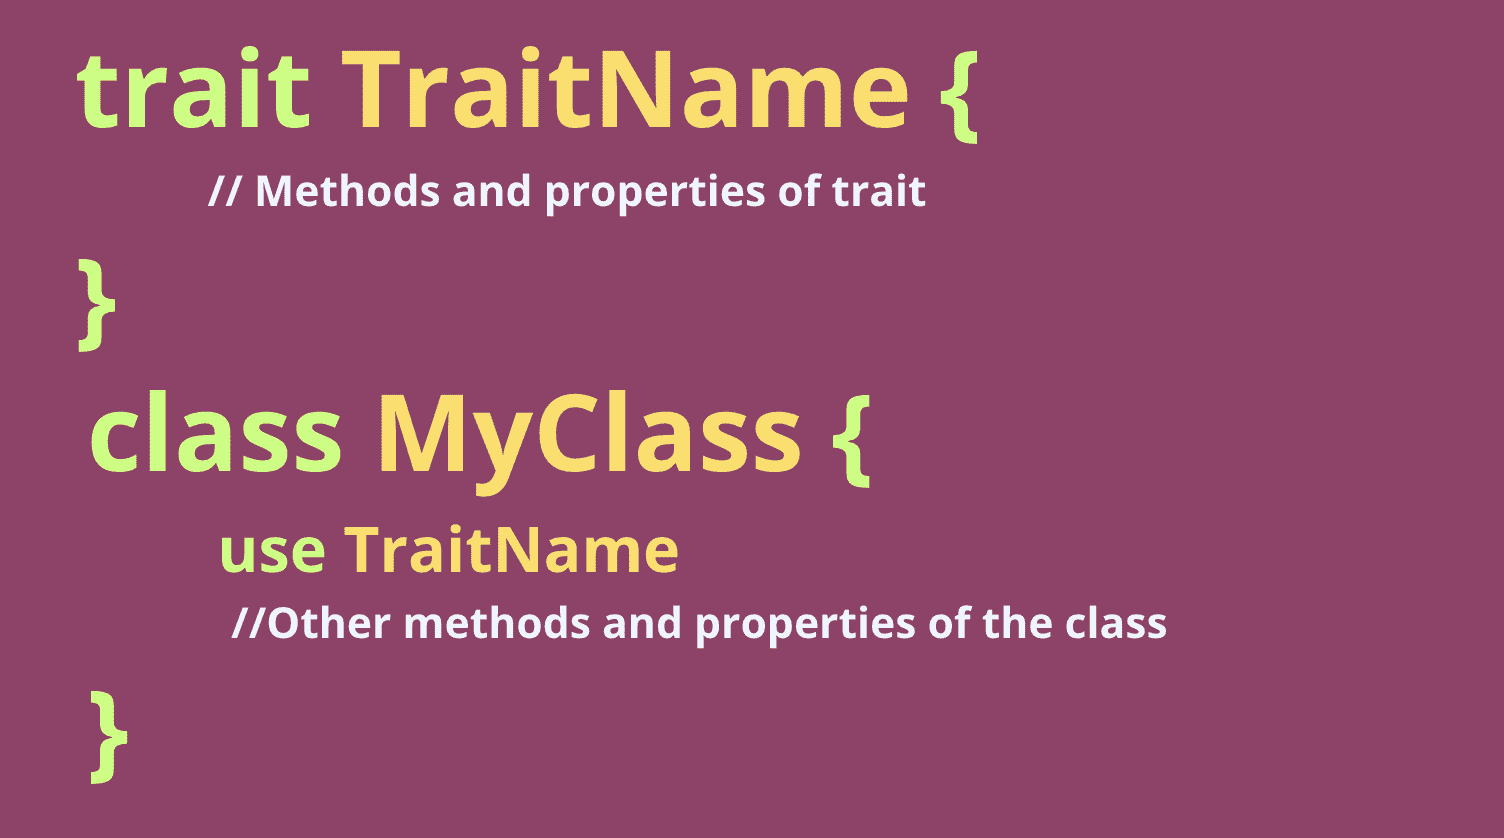 trait TraitName {
// Methods and properties of trait
}
class MyClass {
use TraitName
//Other methods and properties of the class
}